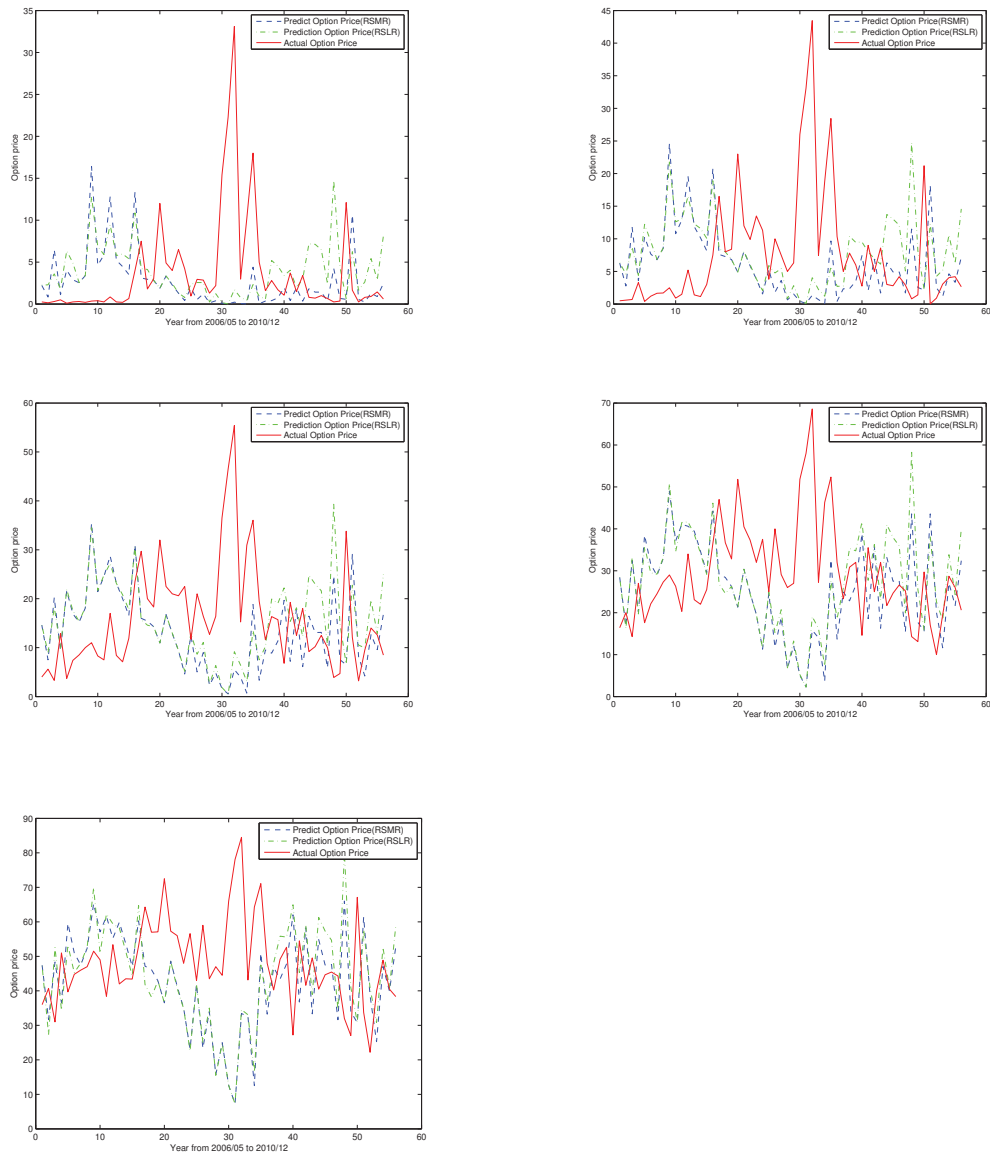 35
30
25
20
15
10
5
0
Option price
0 10 20 30 40 50 60
Year from 2006/05 to 2010/12
Predict Option Price(RSMR)
Prediction Option Price(RSLR)
Actual Option Price
45
40
35
30
25
20
15
10
5
0
Option price
0 10 20 30 40 50 60
Year from 2006/05 to 2010/12
Predict Option Price(RSMR)
Prediction Option Price(RSLR)
Actual Option Price
60
50
40
30
20
10
0
Option price
0 10 20 30 40 50 60
Year from 2006/05 to 2010/12
Predict Option Price(RSMR)
Prediction Option Price(RSLR)
Actual Option Price
70
60
50
40
30
20
10
0
Option price
0 10 20 30 40 50 60
Year from 2006/05 to 2010/12
Predict Option Price(RSMR)
Prediction Option Price(RSLR)
Actual Option Price
90
80
70
60
50
40
30
20
10
0
Option price
0 10 20 30 40 50 60
Year from 2006/05 to 2010/12
Predict Option Price(RSMR)
Prediction Option Price(RSLR)
Actual Option Price